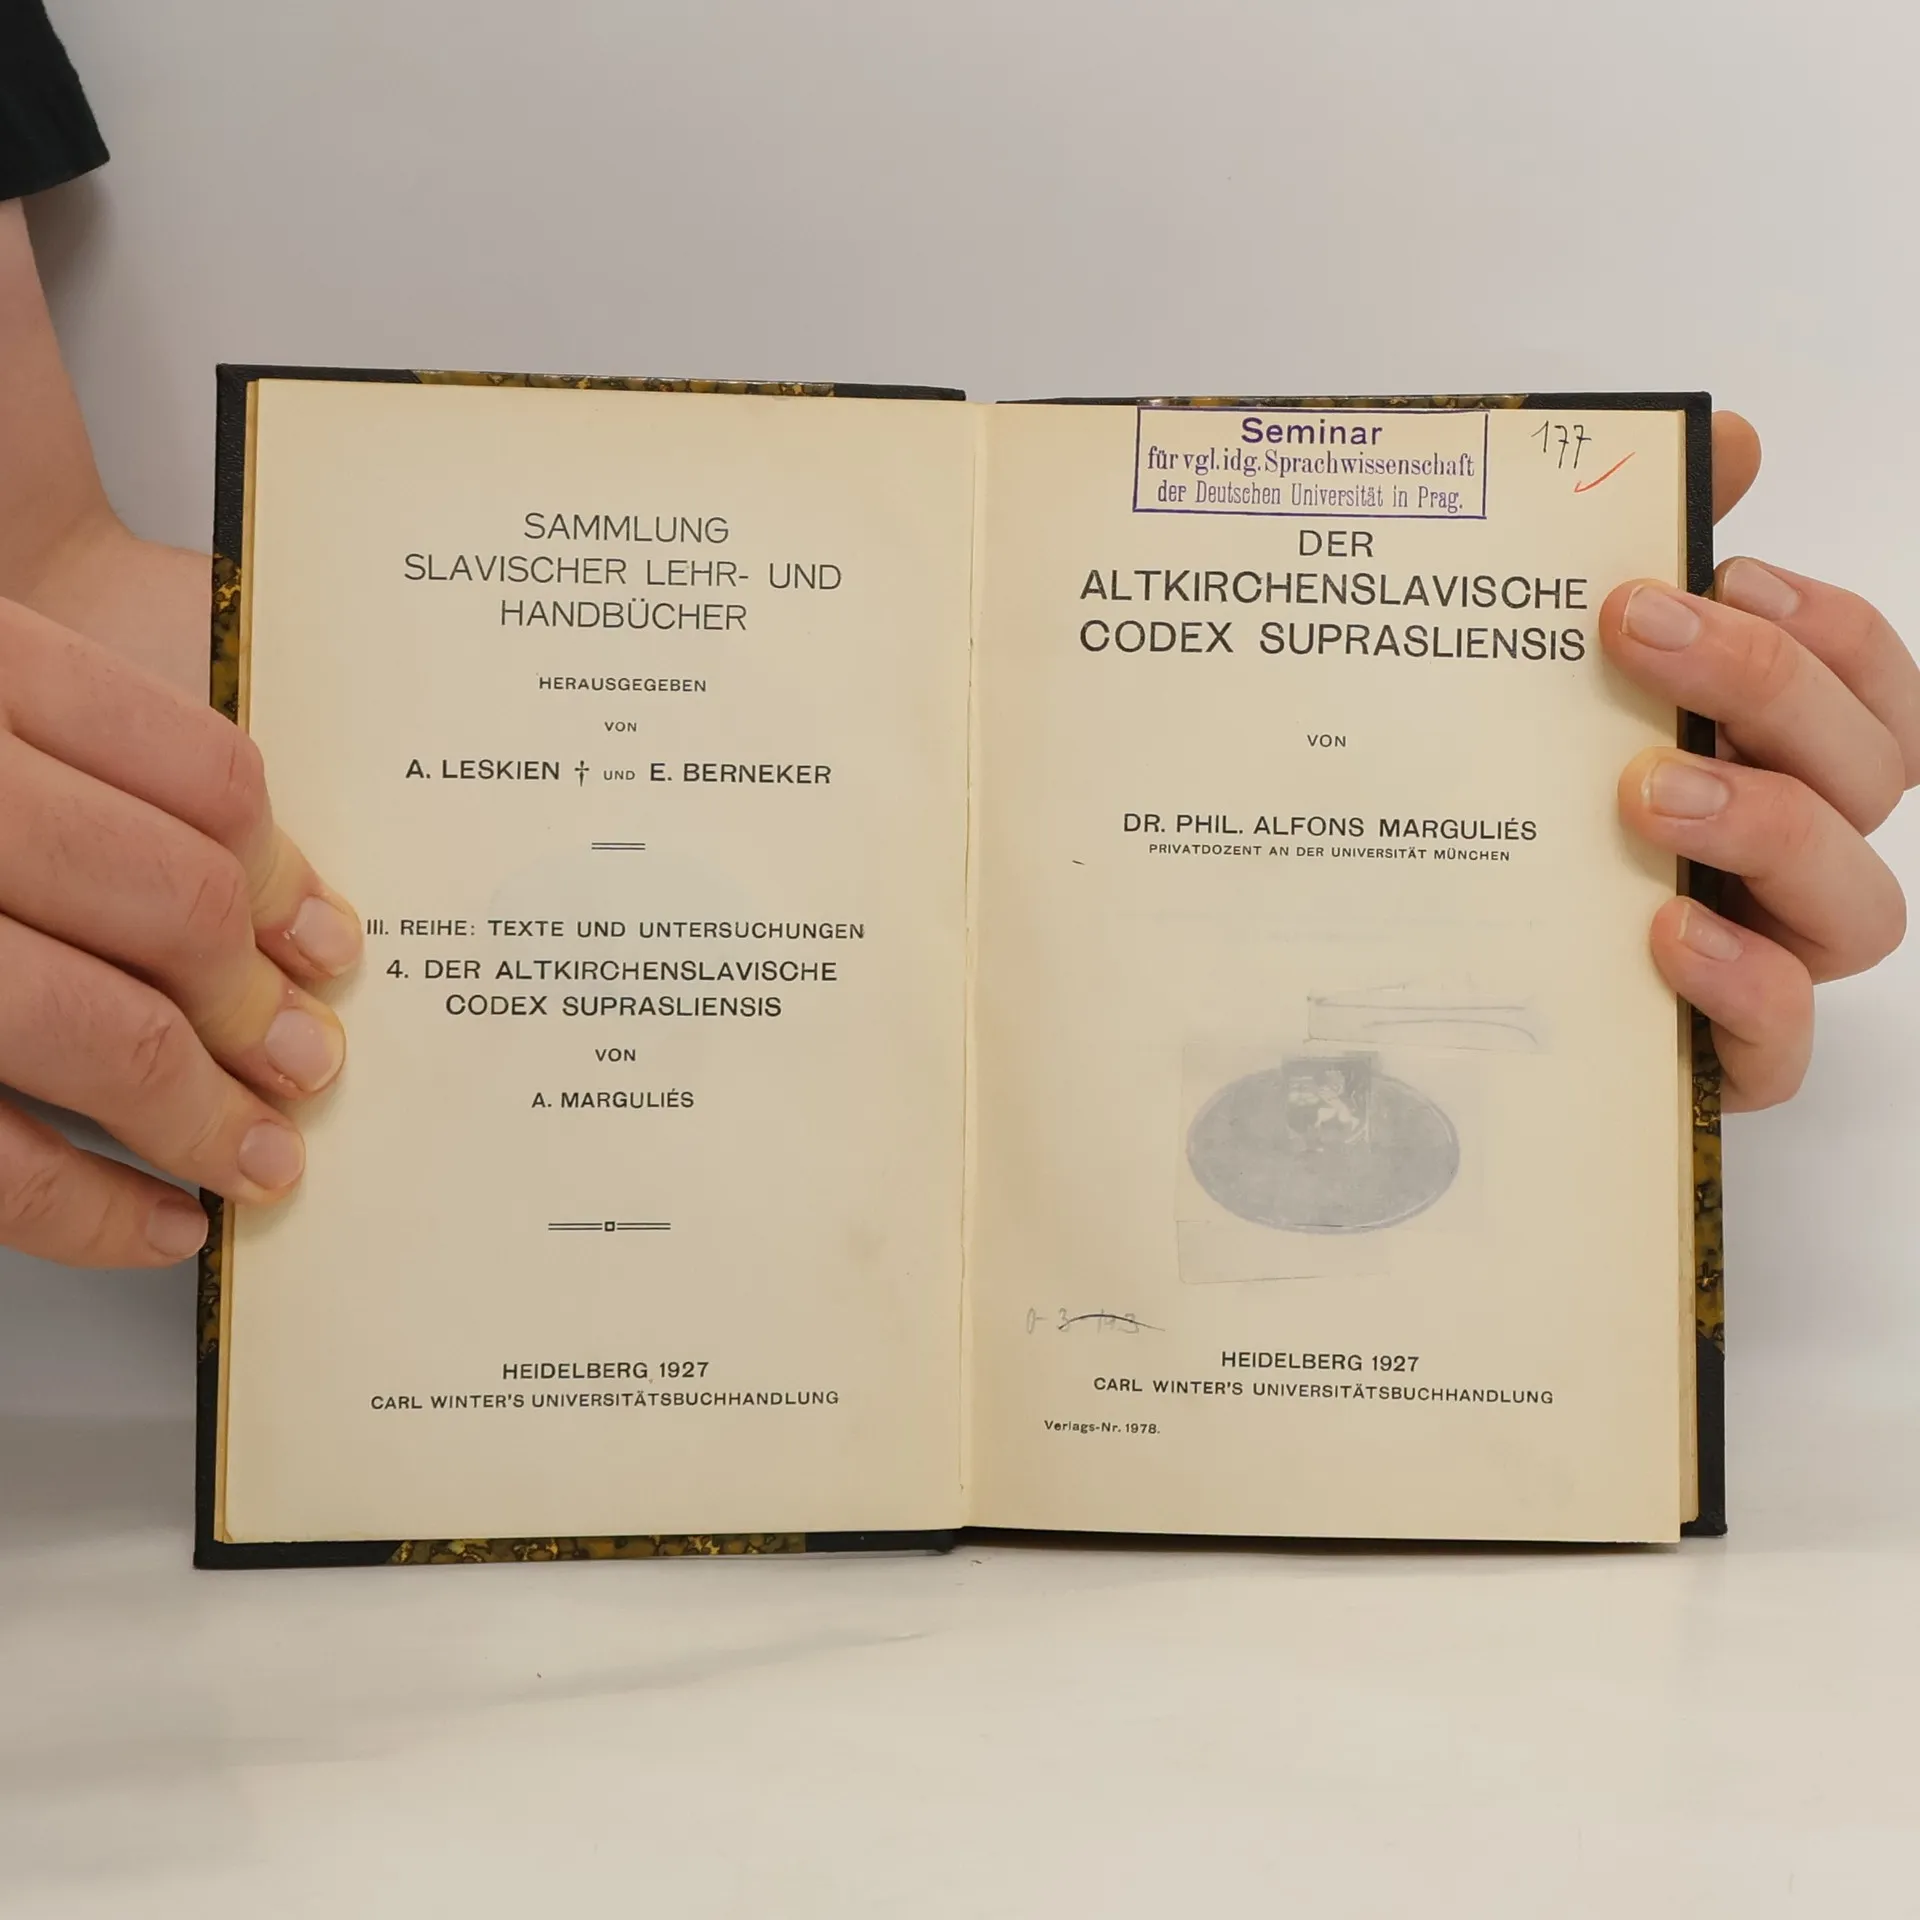 SAMMLUNG
SLAVISCHER LEHR- UND
HANDBÜCHER
HERAUSGEGEBEN
VON
A. LESKIEN † UND E. BERNEKER
III. REIHE: TEXTE UND UNTERSUCHUNGEN
4. DER ALTKIRCHENSLAVISCHE
CODEX SUPRASLIENSIS
VON
A. MARGULIÉS
HEIDELBERG 1927
CARL WINTER'S UNIVERSITÄTSBUCHHANDLUNG
Seminar
für vgl. idg. Sprachwissenschaft
der Deutschen Universität in Prag.
177
DER
ALTKIRCHENSLAVISCHE
CODEX SUPRASLIENSIS
VON
DR. PHIL. ALFONS MARGULIÉS
PRIVATDOZENT AN DER UNIVERSITÄT MÜNCHEN
HEIDELBERG 1927
CARL WINTER'S UNIVERSITÄTSBUCHHANDLUNG
Verlags-Nr. 1978.